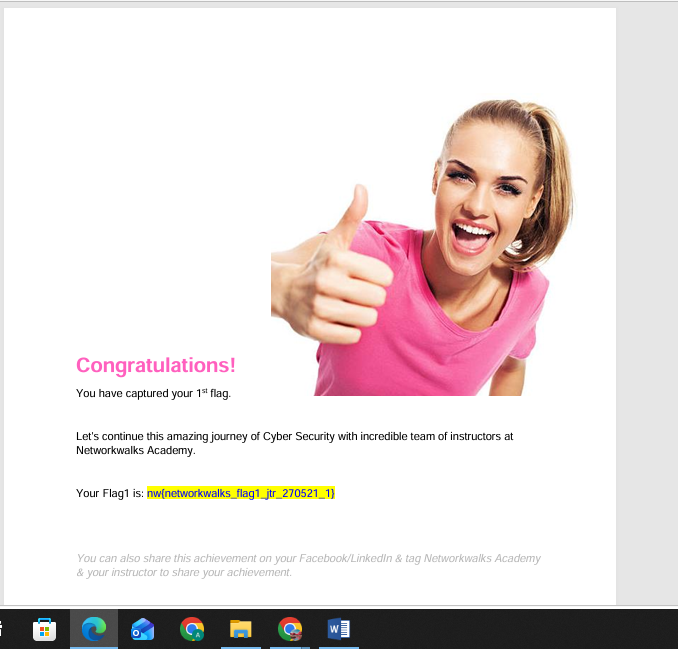 Congratulations!
You have captured your 1st flag.
Let's continue this amazing journey of Cyber Security with incredible team of instructors at
Networkwalks Academy.
Your Flag1 is: nw{networkwalks_flag1_jtr_270521_1}
You can also share this achievement on your Facebook/LinkedIn & tag Networkwalks Academy
& your instructor to share your achievement.